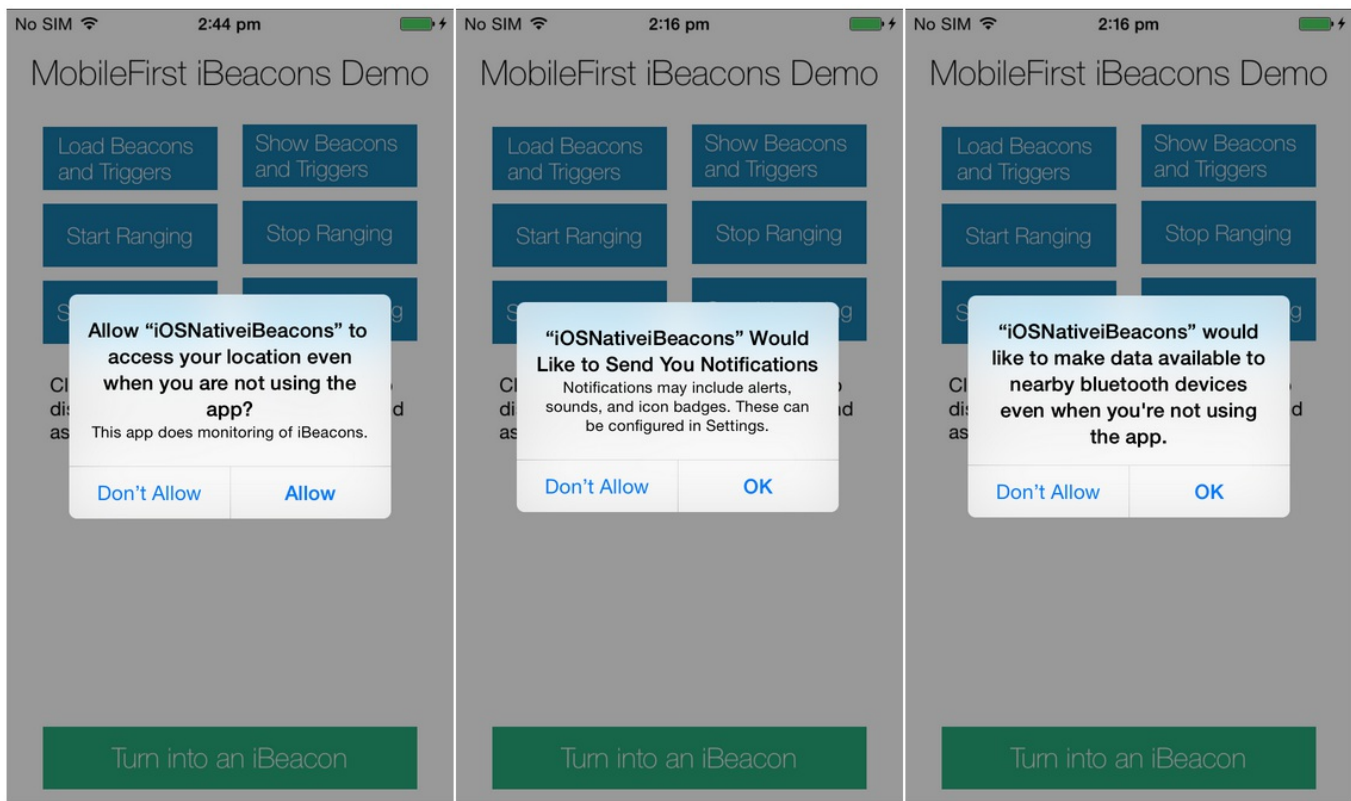 No SIM 2:44 pm
MobileFirst iBeacons Demo
Load Beacons
and Triggers
Show Beacons
and Triggers
Start Ranging
Stop Ranging
Allow “iOSNativeiBeacons” to
access your location even
when you are not using the
app?
This app does monitoring of iBeacons.
Don’t Allow
Allow
Turn into an iBeacon
No SIM 2:16 pm
MobileFirst iBeacons Demo
Load Beacons
and Triggers
Show Beacons
and Triggers
Start Ranging
Stop Ranging
“iOSNativeiBeacons” Would
Like to Send You Notifications
Notifications may include alerts,
sounds, and icon badges. These can
be configured in Settings.
Don’t Allow
OK
Turn into an iBeacon
No SIM 2:16 pm
MobileFirst iBeacons Demo
Load Beacons
and Triggers
Show Beacons
and Triggers
Start Ranging
Stop Ranging
“iOSNativeiBeacons” would
like to make data available to
nearby bluetooth devices
even when you're not using
the app.
Don’t Allow
OK
Turn into an iBeacon